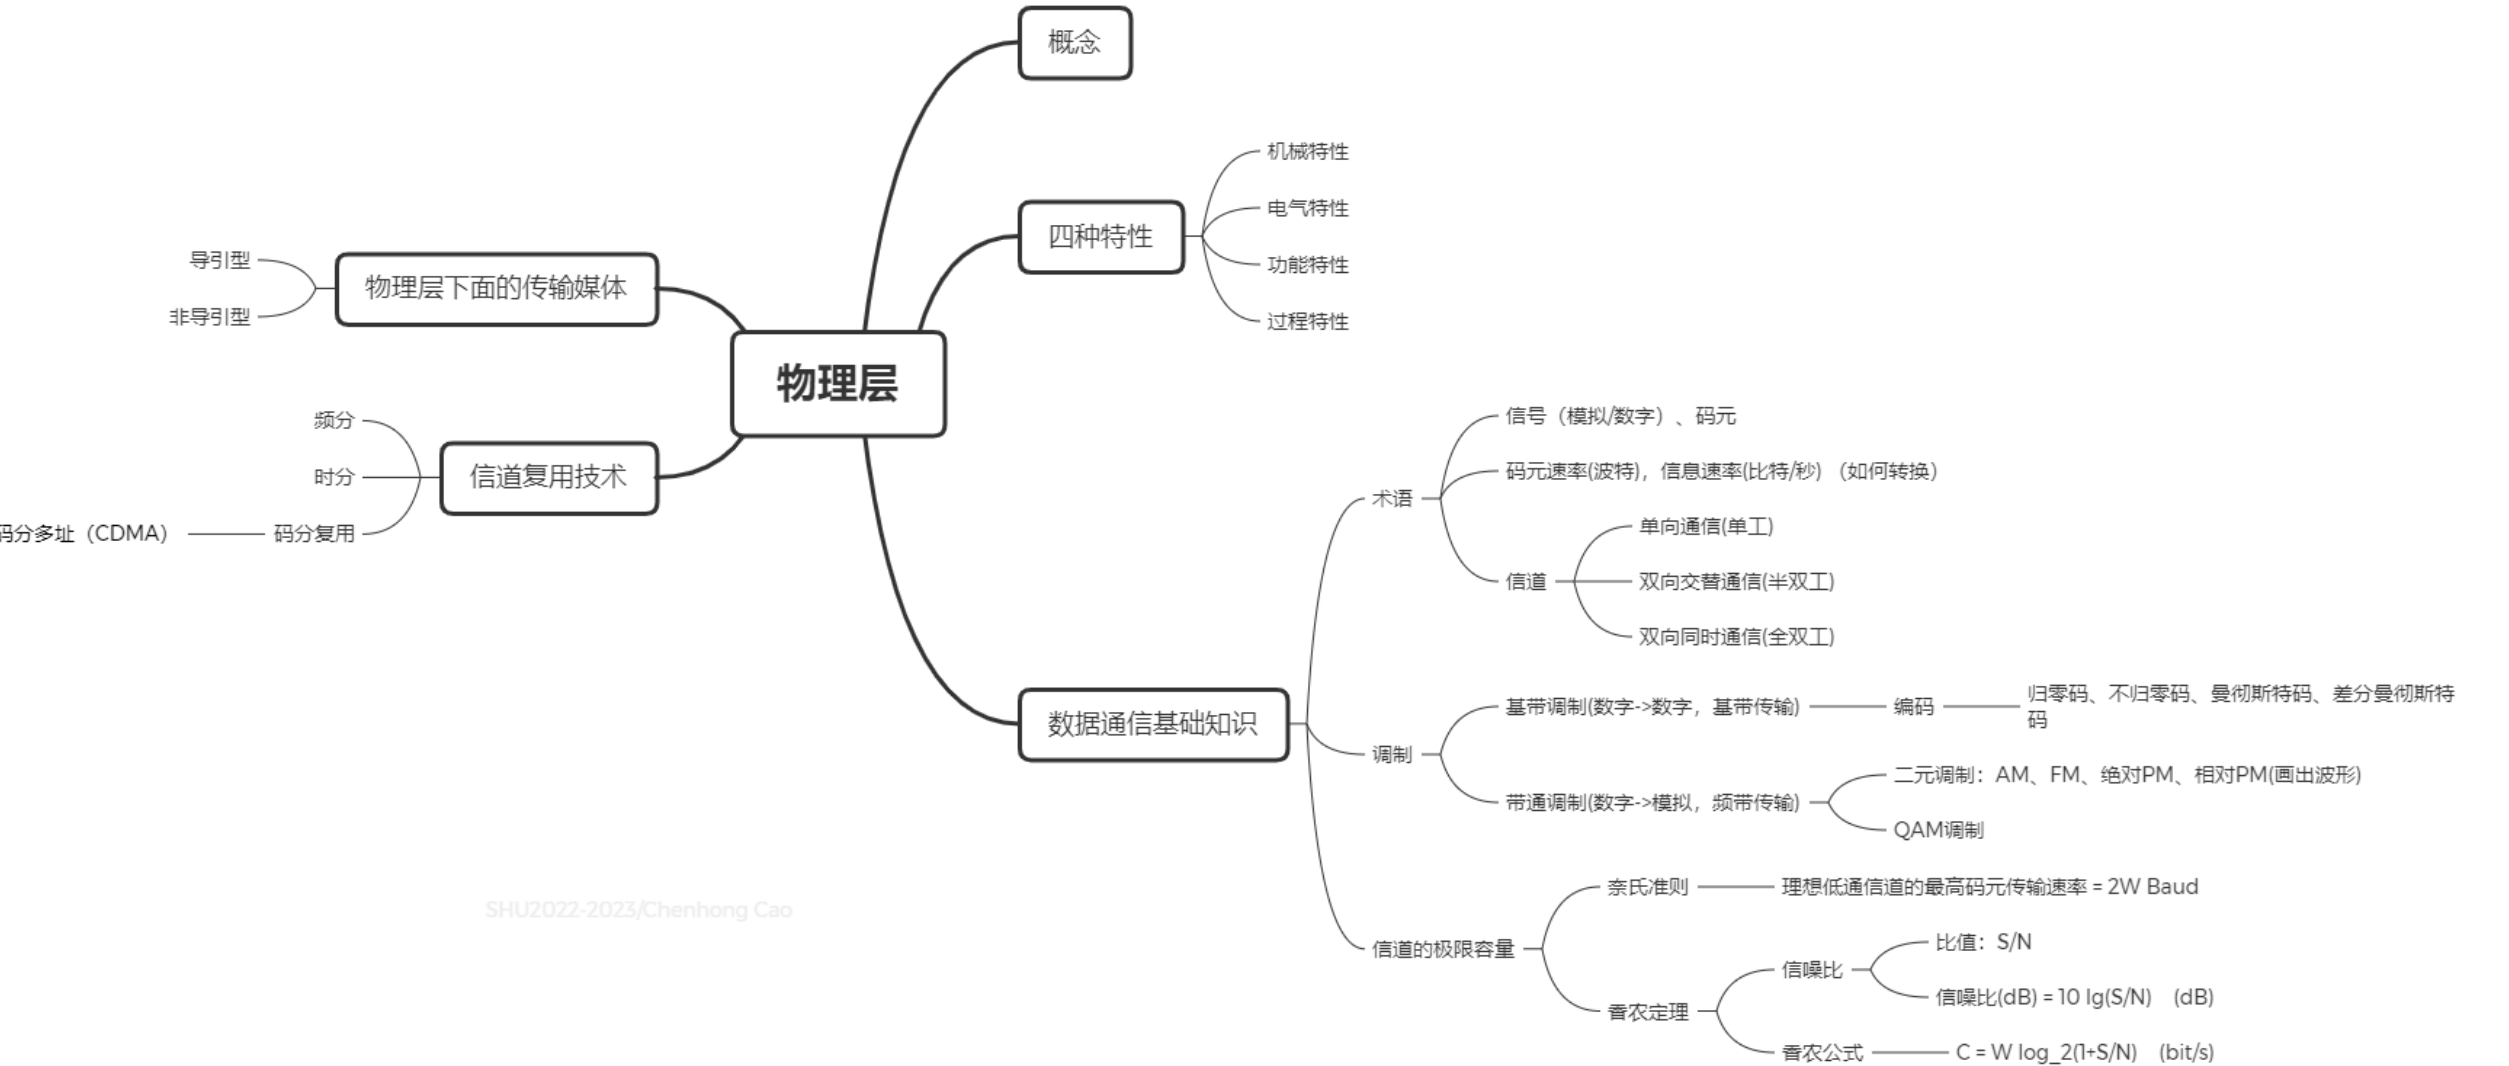 概念
机械特性
电气特性
四种特性
功能特性
过程特性
导引型
物理层下面的传输媒体
非导引型
物理层
频分
时分
信道复用技术
码分多址（CDMA）
码分复用
信号（模拟/数字）、码元
码元速率(波特)，信息速率(比特/秒) （如何转换）
术语
单向通信(单工)
信道
双向交替通信(半双工)
双向同时通信(全双工)
数据通信基础知识
基带调制(数字->数字，基带传输)
编码
归零码、不归零码、曼彻斯特码、差分曼彻斯特
码
调制
二元调制：AM、FM、绝对PM、相对PM(画出波形)
带通调制(数字->模拟，频带传输)
QAM调制
奈氏准则
理想低通信道的最高码元传输速率 = 2W Baud
信道的极限容量
比值：S/N
信噪比
信噪比(dB) = 10 lg(S/N) (dB)
香农定理
香农公式
C = W log_2(1+S/N) (bit/s)
SHU2022-2023/Chenhong Cao